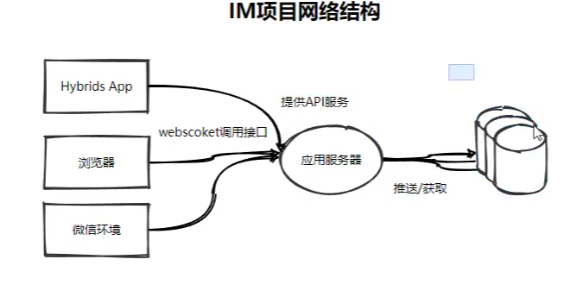 IM项目网络结构
Hybrids App
提供API服务
webscoket调用接口
浏览器
应用服务器
推送/获取
微信环境